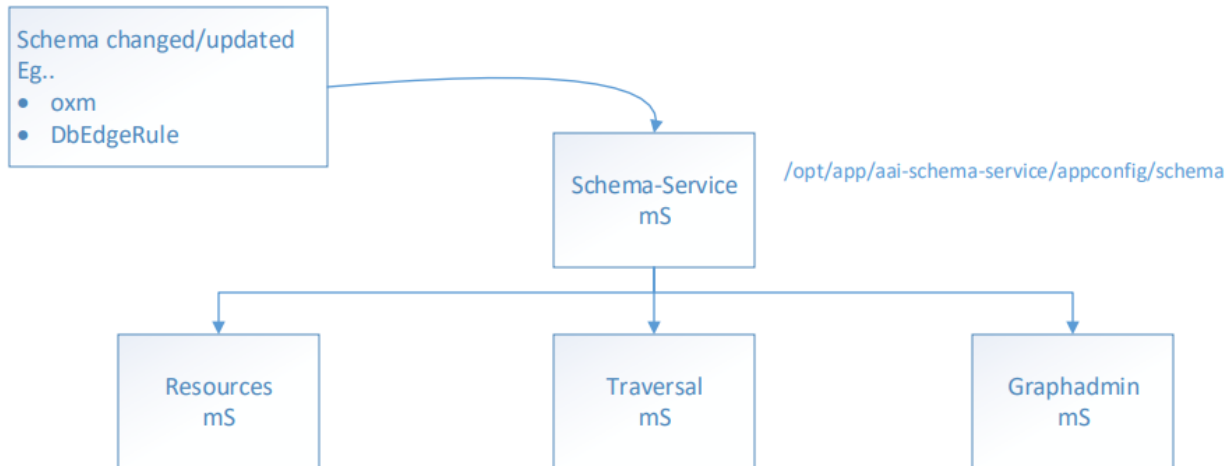 Schema changed/updated
Eg..
• oxm
• DbEdgeRule
Schema-Service
mS
/opt/app/aai-schema-service/appconfig/schema
Resources
mS
Traversal
mS
Graphadmin
mS